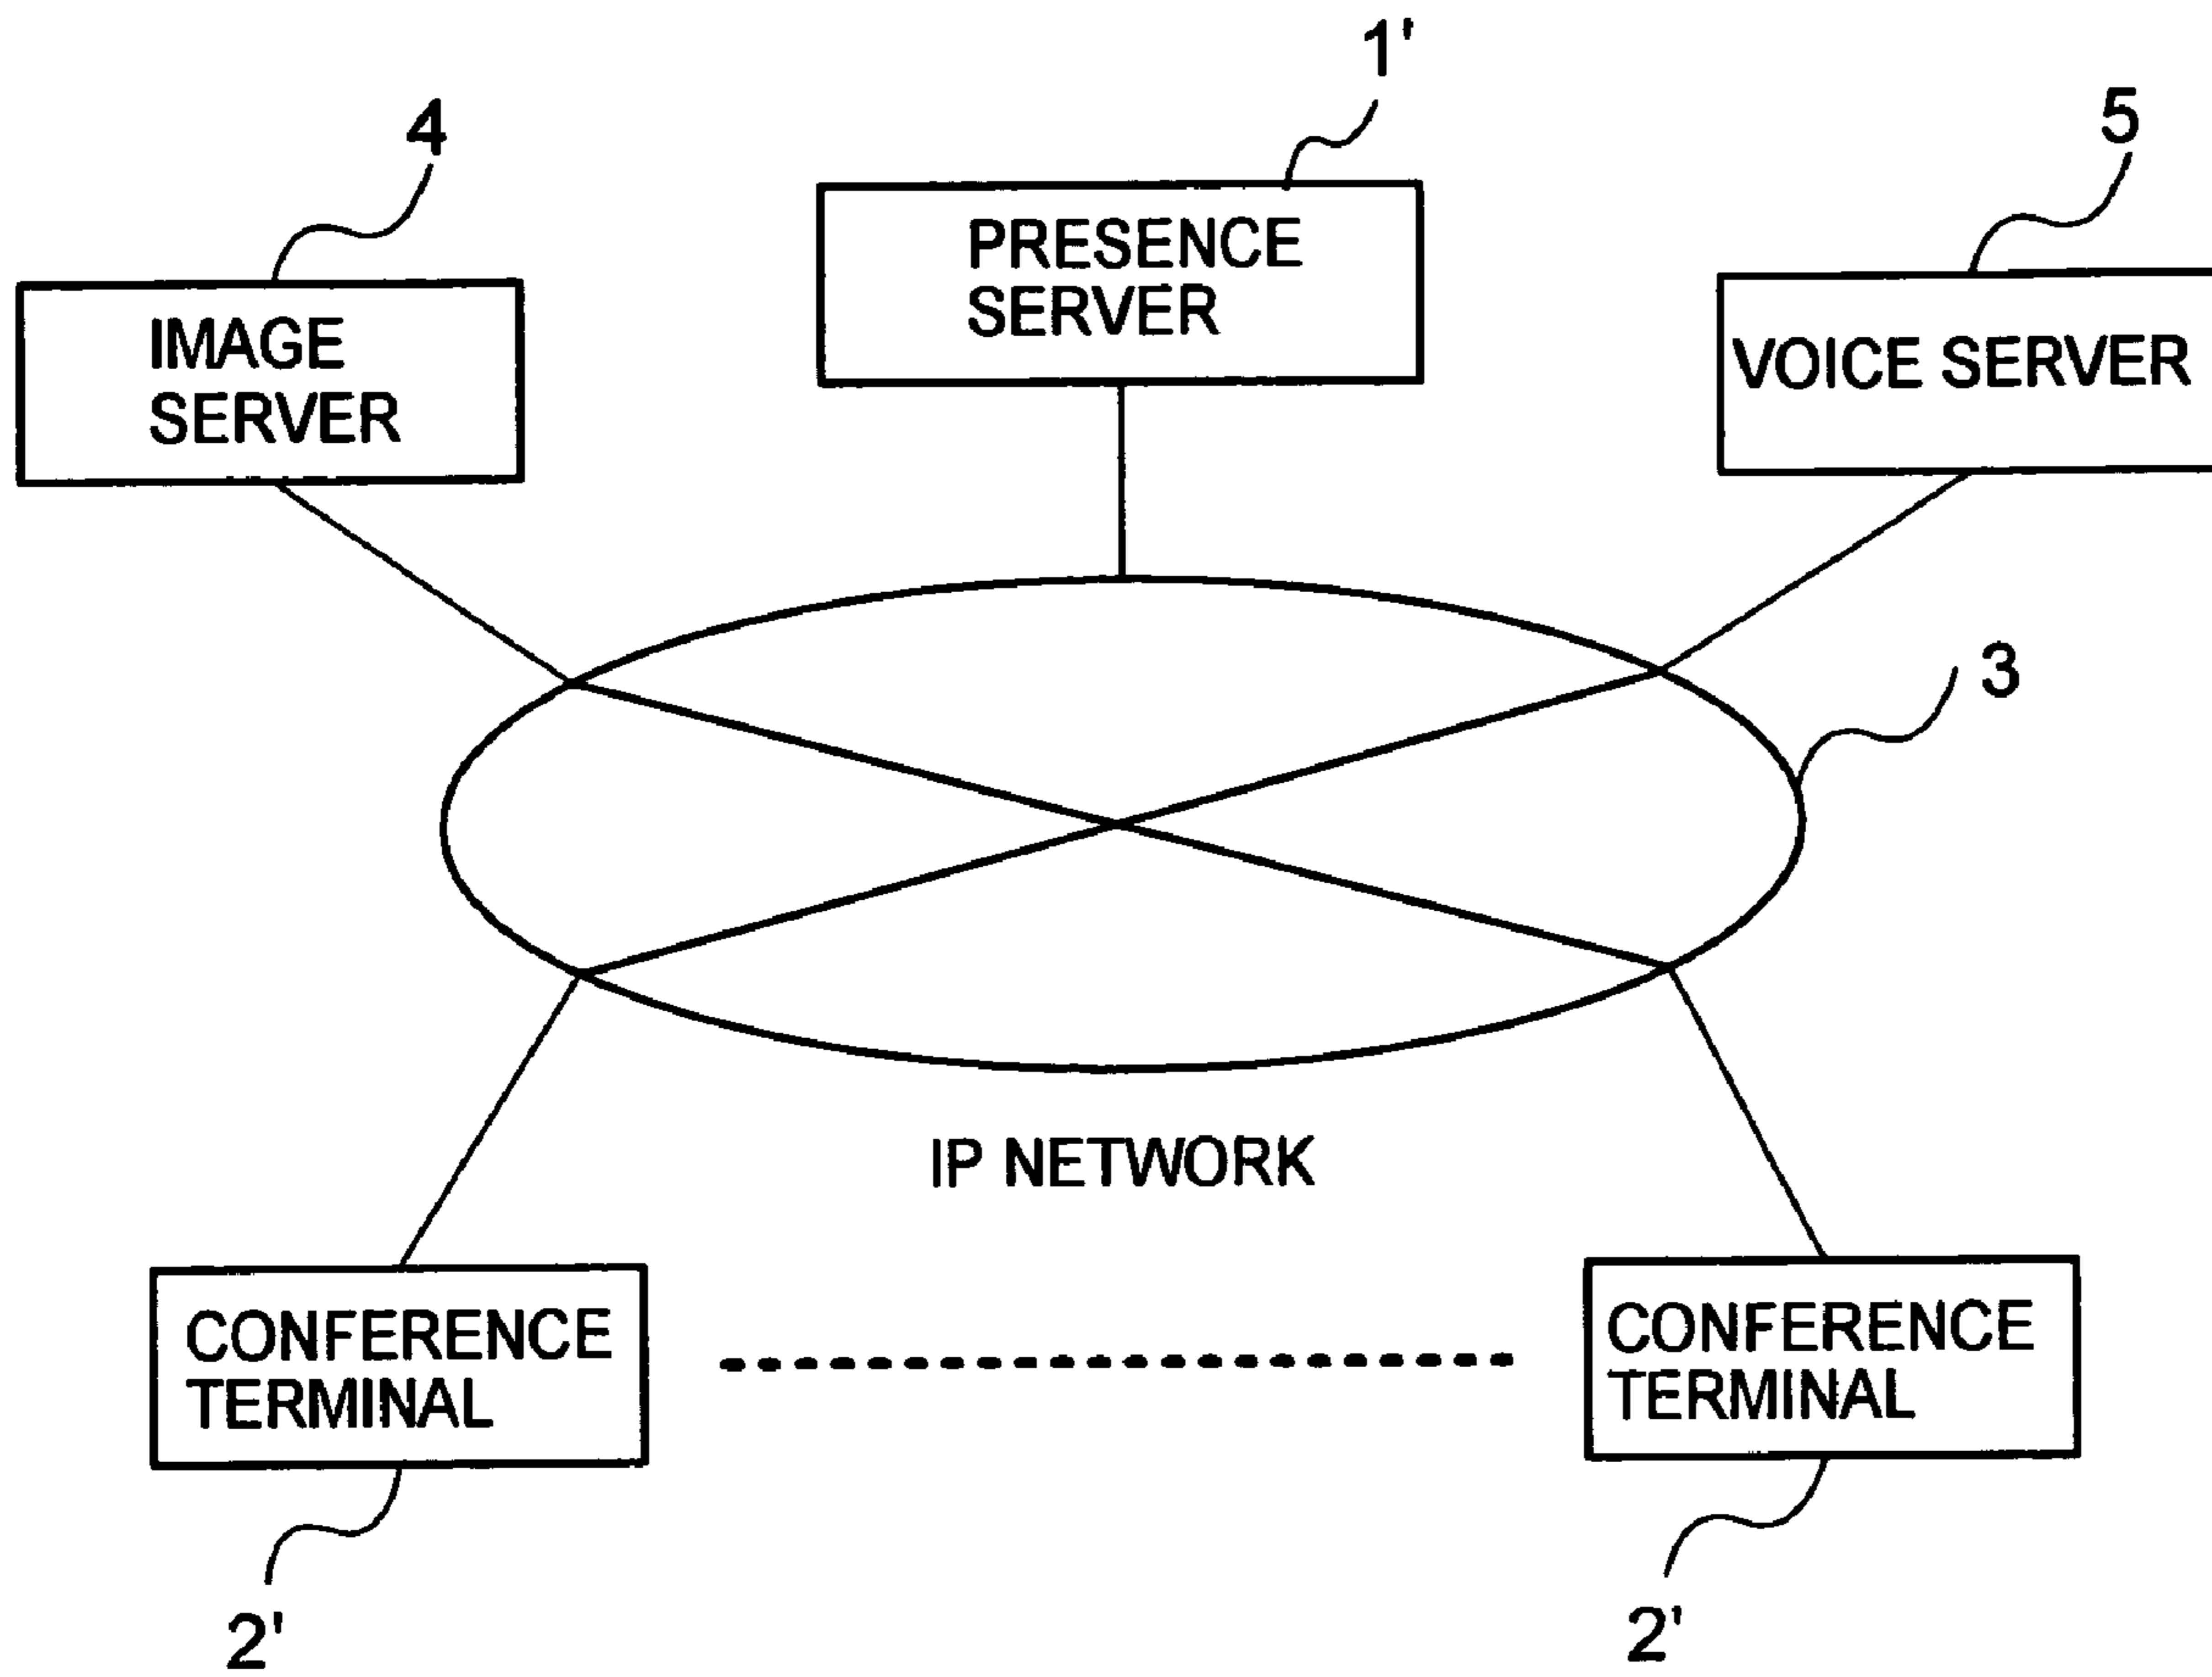 1'
4
5
PRESENCE
SERVER
IMAGE
SERVER
VOICE SERVER
3
IP NETWORK
CONFERENCE
TERMINAL
CONFERENCE
TERMINAL
2'
2'